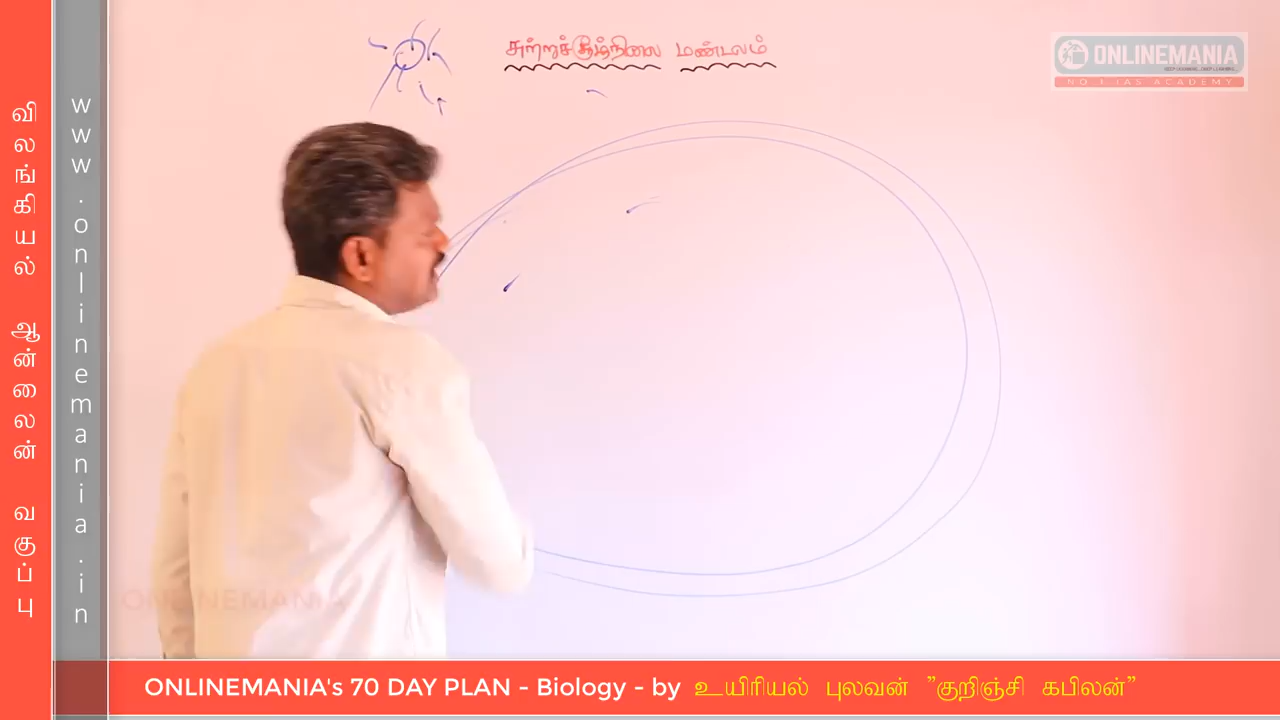 விலங்கியல் ஆன்லைன் வகுப்பு
www.onlinemania.in
சுற்றுச்சூழ்நிலை மண்டலம்
ONLINEMANIA
NO 1 IAS ACADEMY
ONLINEMANIA
ONLINEMANIA's 70 DAY PLAN - Biology - by உயிரியல் புலவன் "குறிஞ்சி கபிலன்"